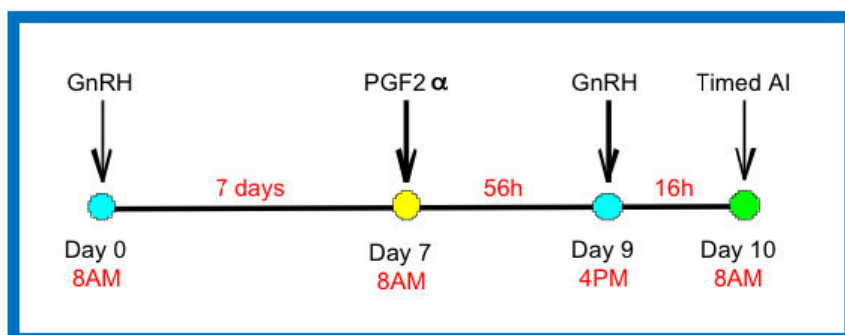 GnRH PGF2 α GnRH Timed AI
7 days 56h 16h
Day 0 Day 7 Day 9 Day 10
8AM 8AM 4PM 8AM